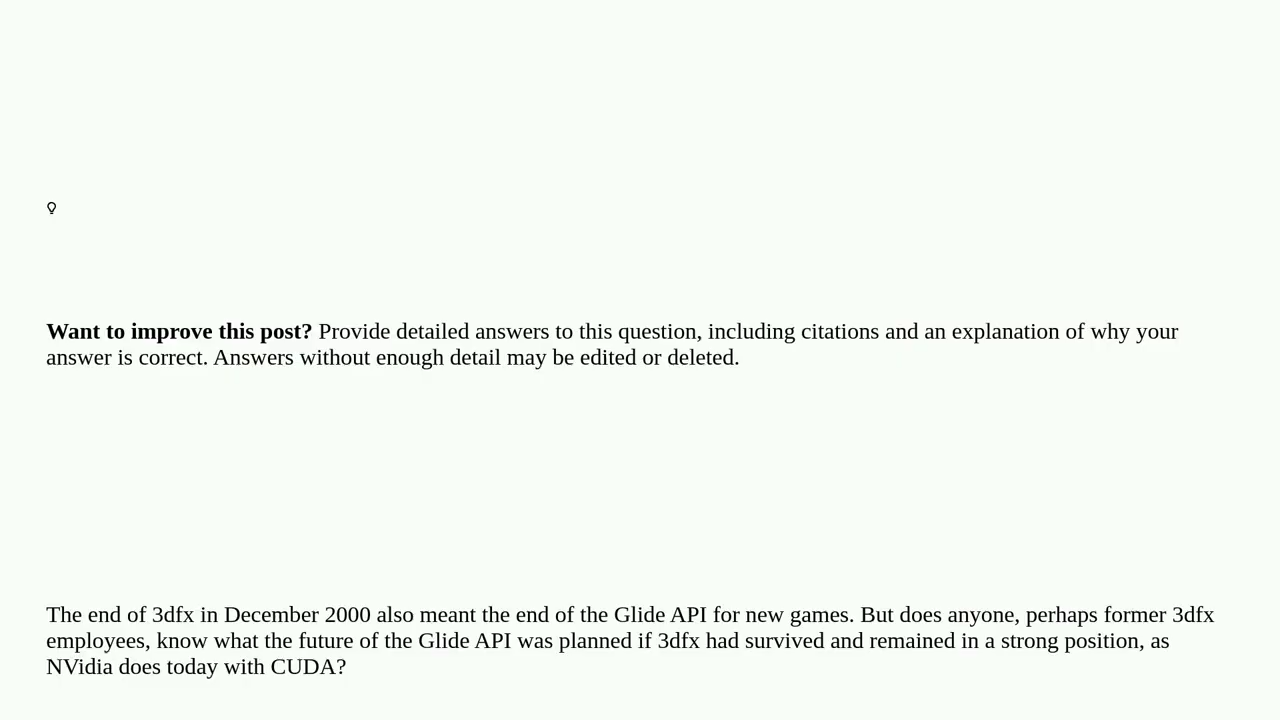 Want to improve this post? Provide detailed answers to this question, including citations and an explanation of why your
answer is correct. Answers without enough detail may be edited or deleted.
The end of 3dfx in December 2000 also meant the end of the Glide API for new games. But does anyone, perhaps former 3dfx
employees, know what the future of the Glide API was planned if 3dfx had survived and remained in a strong position, as
NVidia does today with CUDA?